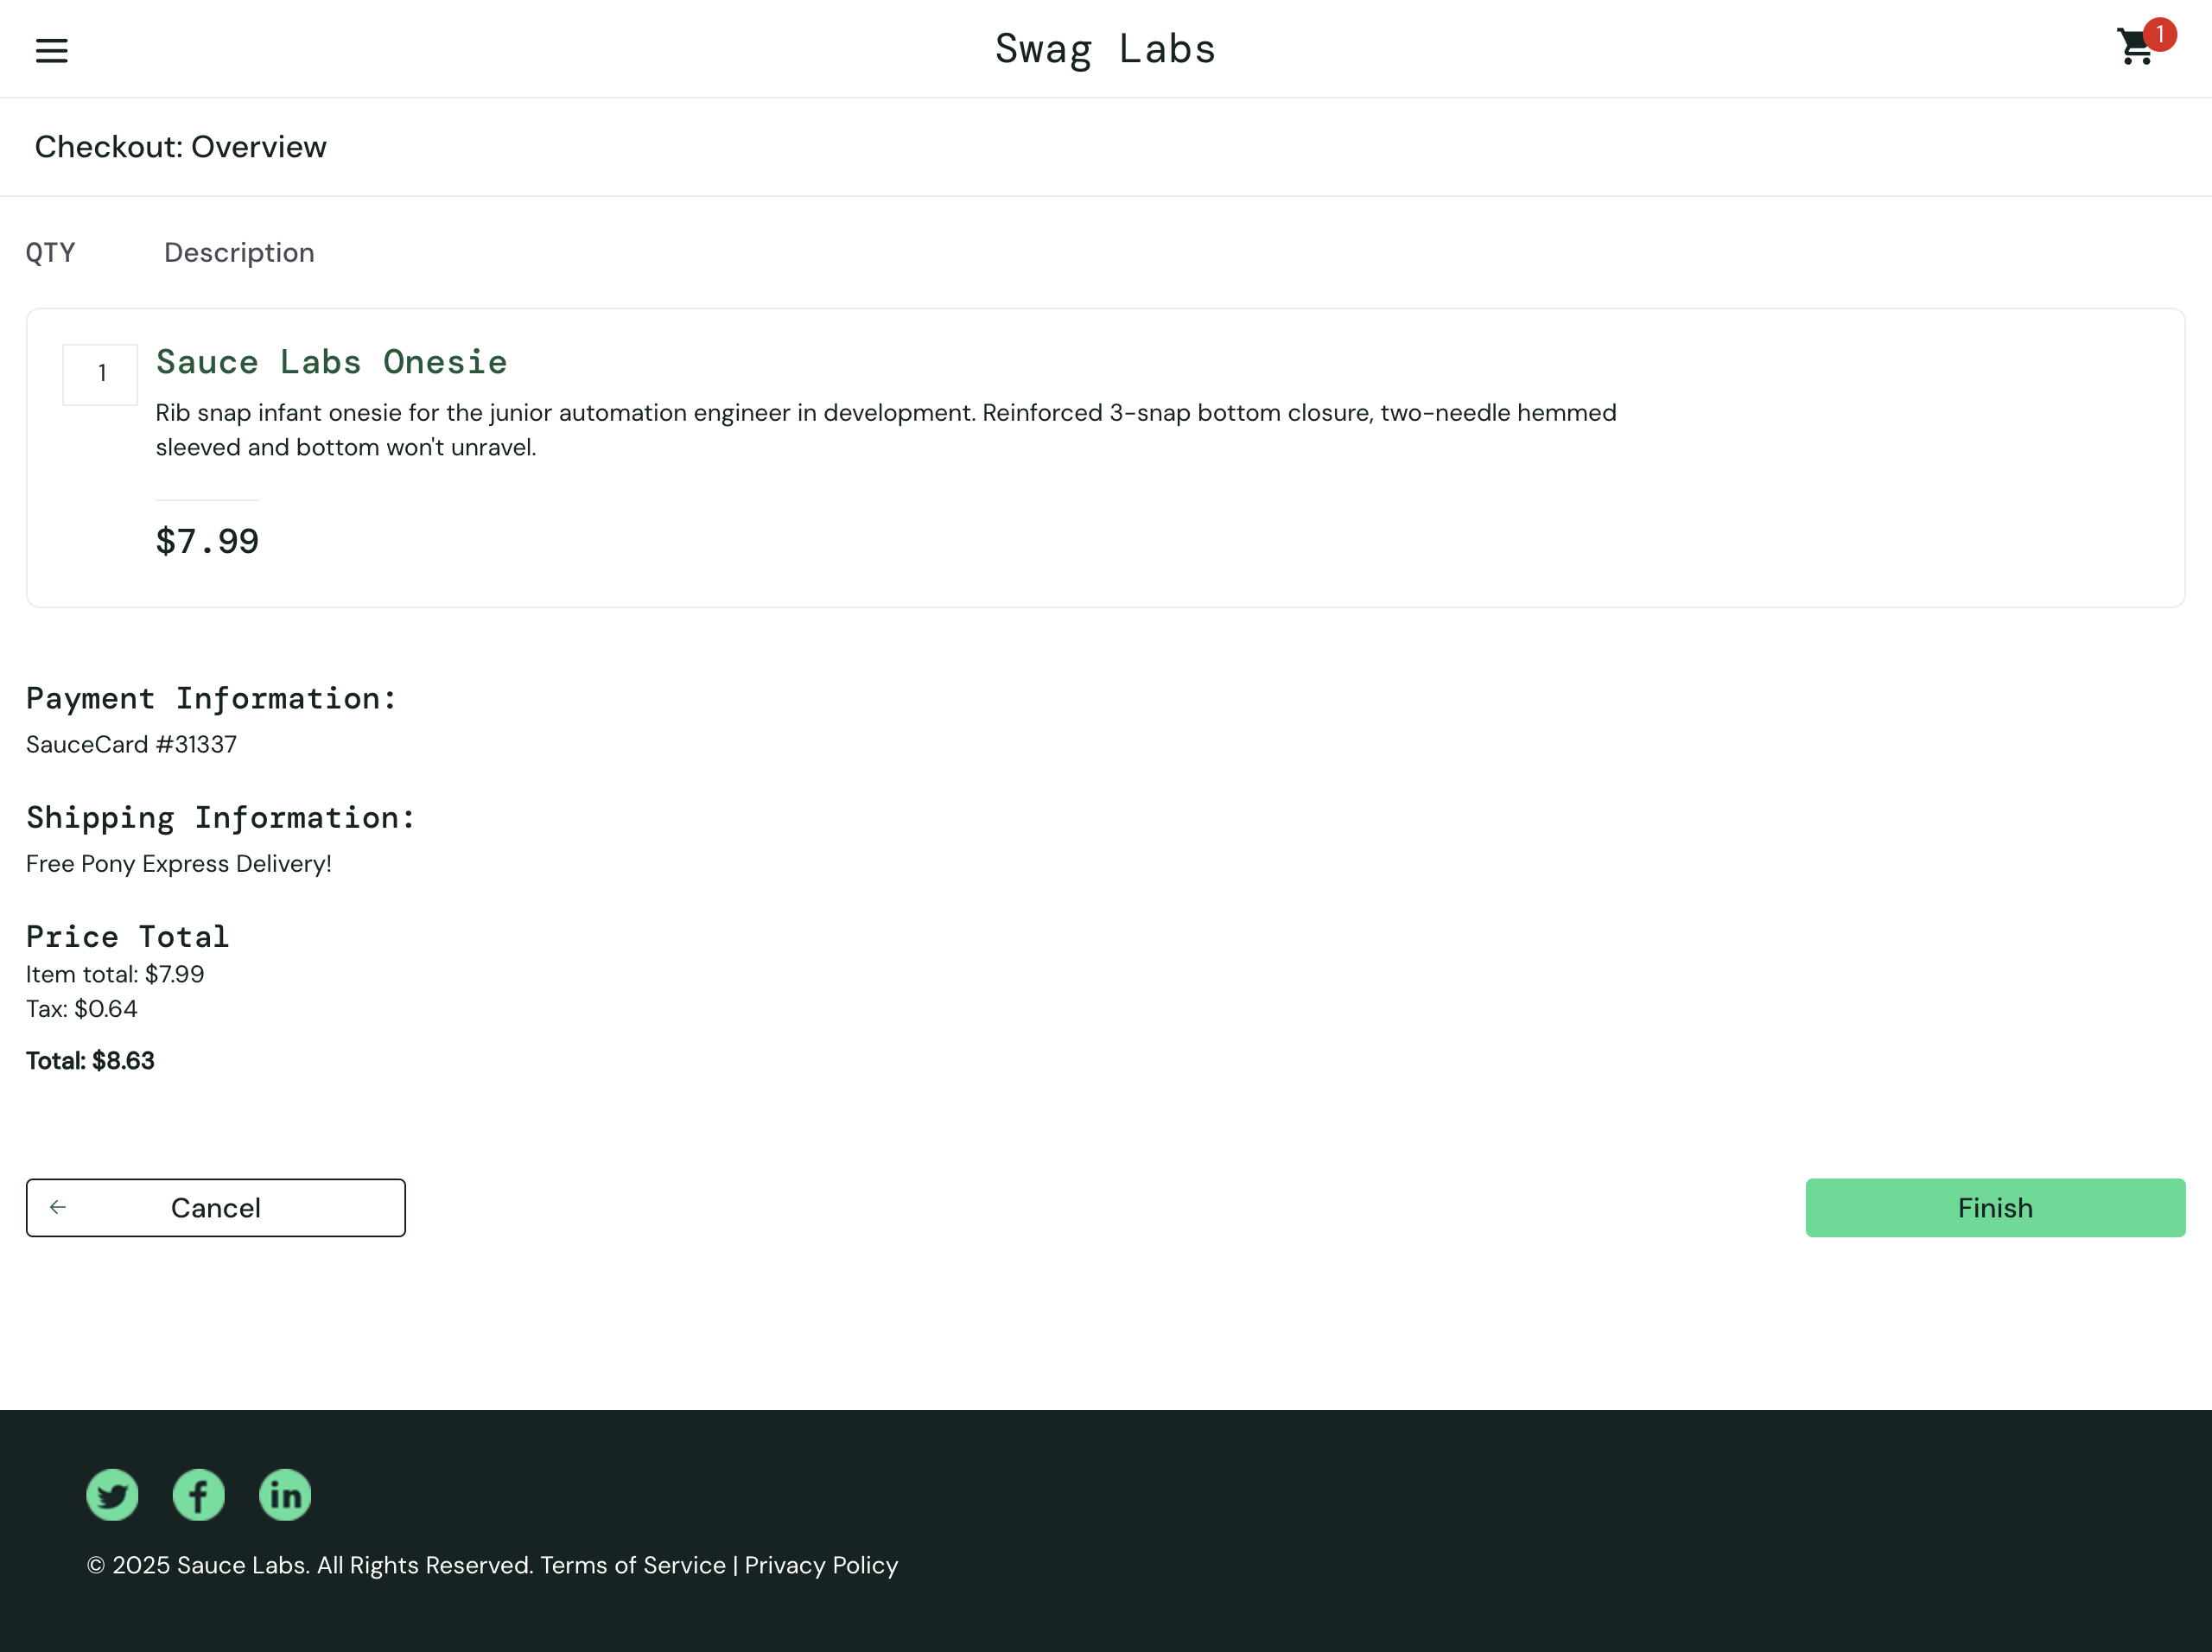 Swag Labs
1
Checkout: Overview
QTY Description
1
Sauce Labs Onesie
Rib snap infant onesie for the junior automation engineer in development. Reinforced 3-snap bottom closure, two-needle hemmed
sleeved and bottom won't unravel.
$7.99
Payment Information:
SauceCard #31337
Shipping Information:
Free Pony Express Delivery!
Price Total
Item total: $7.99
Tax: $0.64
Total: $8.63
Cancel
Finish
© 2025 Sauce Labs. All Rights Reserved. Terms of Service | Privacy Policy